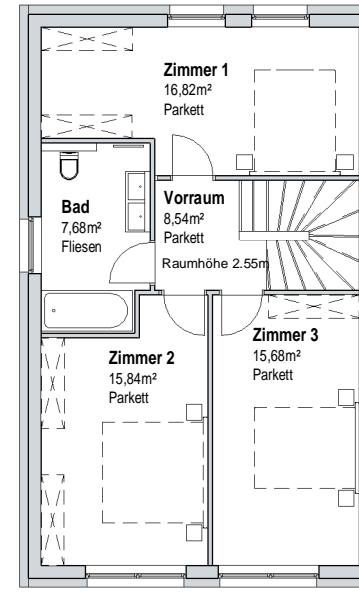 Zimmer 1
16,82m²
Parkett
Bad
7,68m²
Fliesen
Vorraum
8,54m²
Parkett
Raumhöhe 2.55m
Zimmer 2
15,84m²
Parkett
Zimmer 3
15,68m²
Parkett